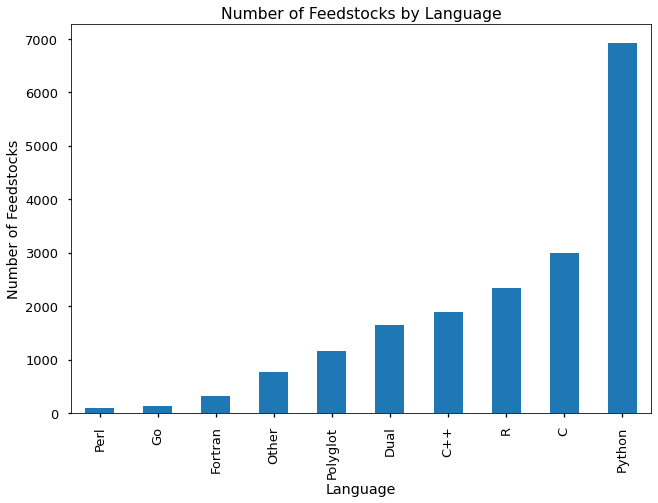 Number of Feedstocks by Language
Number of Feedstocks
7000
6000
5000
4000
3000
2000
1000
0
Perl
Go
Fortran
Other
Polyglot
Dual
C++
R
C
Python
Language